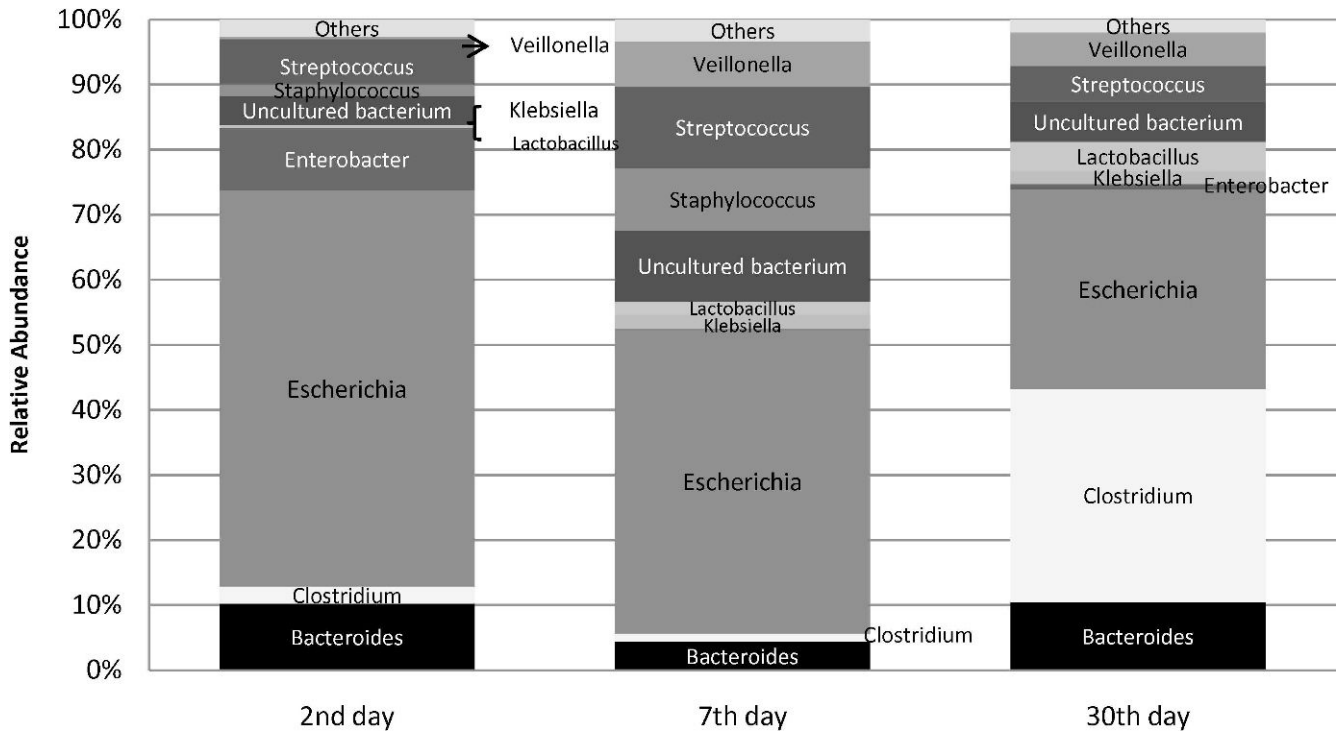 Relative Abundance
100%
90%
80%
70%
60%
50%
40%
30%
20%
10%
0%
Others
Veillonella
Streptococcus
Staphylococcus
Uncultured bacterium
Klebsiella
Lactobacillus
Enterobacter
Escherichia
Clostridium
Bacteroides
Others
Veillonella
Streptococcus
Staphylococcus
Uncultured bacterium
Lactobacillus
Klebsiella
Escherichia
Clostridium
Bacteroides
Others
Veillonella
Streptococcus
Uncultured bacterium
Lactobacillus
Klebsiella
Enterobacter
Escherichia
Clostridium
Bacteroides
2nd day
7th day
30th day